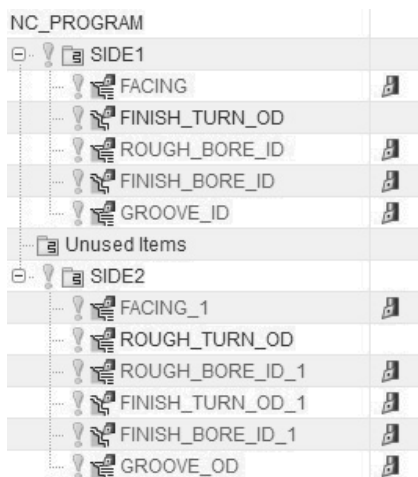 NC_PROGRAM
SIDE1
FACING
FINISH_TURN_OD
ROUGH_BORE_ID
FINISH_BORE_ID
GROOVE_ID
Unused Items
SIDE2
FACING_1
ROUGH_TURN_OD
ROUGH_BORE_ID_1
FINISH_TURN_OD_1
FINISH_BORE_ID_1
GROOVE_OD